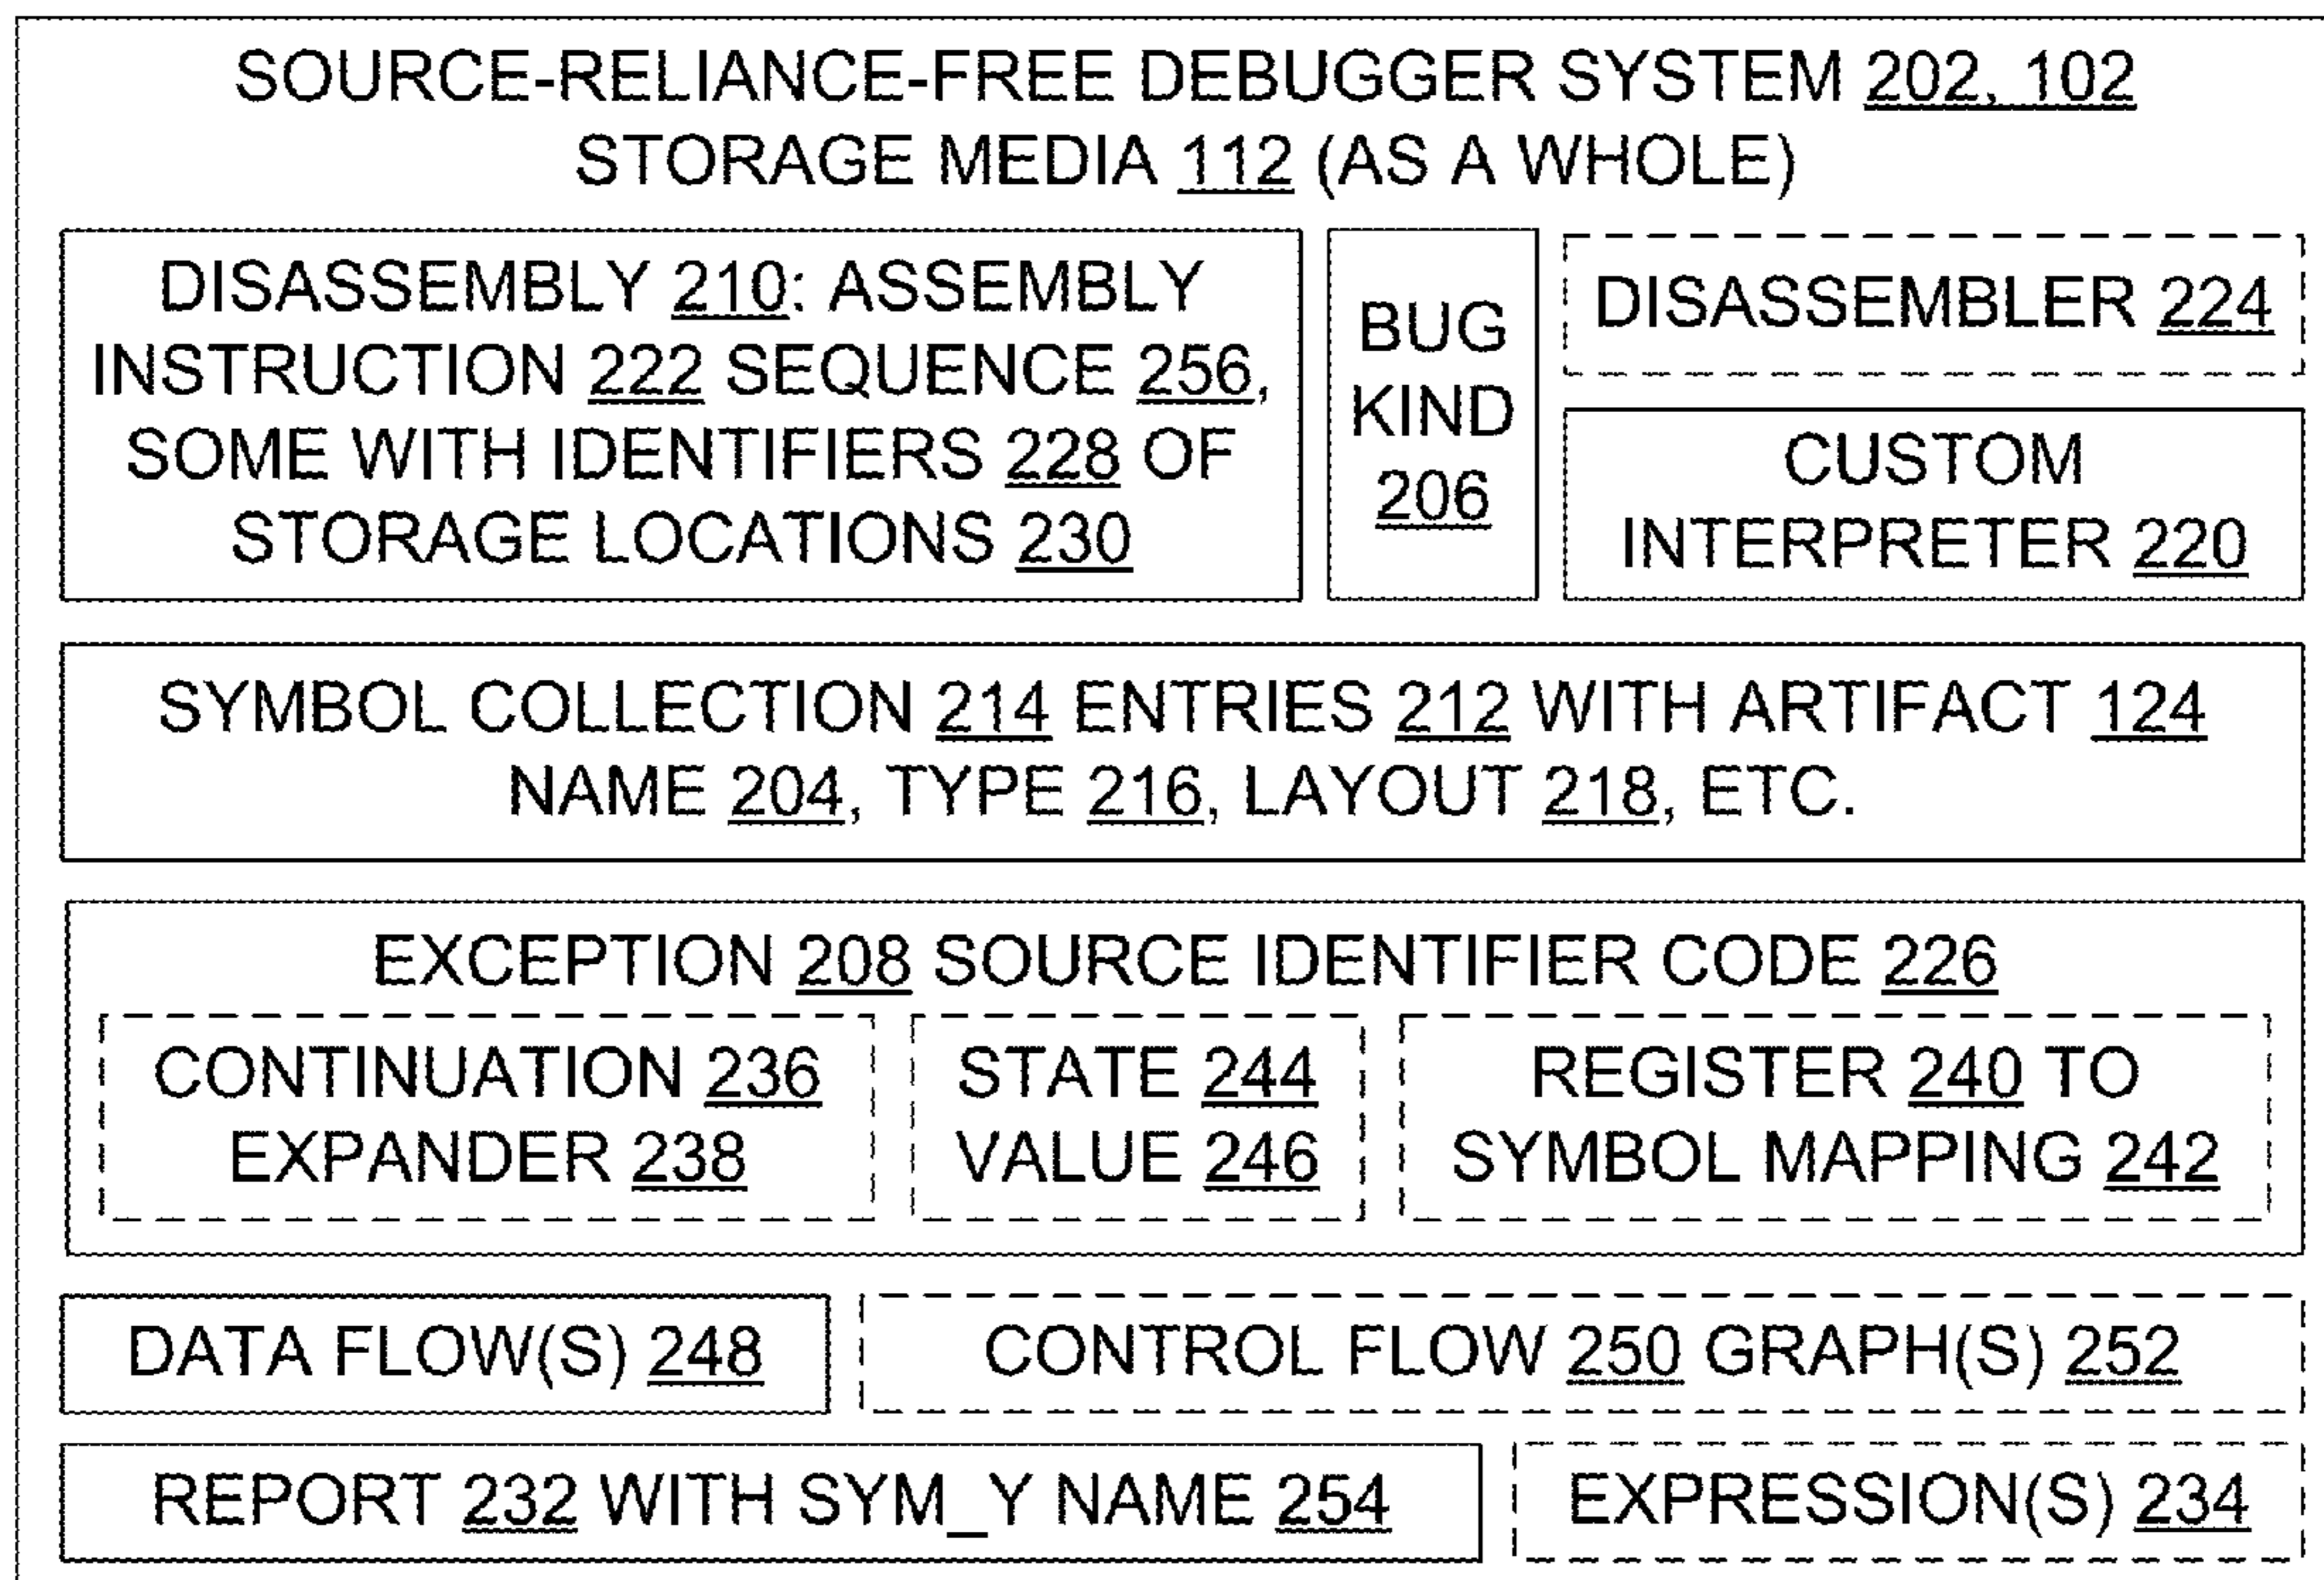 SOURCE-RELIANCE-FREE DEBUGGER SYSTEM 202, 102
STORAGE MEDIA 112 (AS A WHOLE)
DISASSEMBLY 210: ASSEMBLY
INSTRUCTION 222 SEQUENCE 256,
SOME WITH IDENTIFIERS 228 OF
STORAGE LOCATIONS 230
BUG
KIND
206
DISASSEMBLER 224
CUSTOM
INTERPRETER 220
SYMBOL COLLECTION 214 ENTRIES 212 WITH ARTIFACT 124
NAME 204, TYPE 216, LAYOUT 218, ETC.
EXCEPTION 208 SOURCE IDENTIFIER CODE 226
CONTINUATION 236
EXPANDER 238
STATE 244
VALUE 246
REGISTER 240 TO
SYMBOL MAPPING 242
DATA FLOW(S) 248
CONTROL FLOW 250 GRAPH(S) 252
REPORT 232 WITH SYM_Y NAME 254
EXPRESSION(S) 234